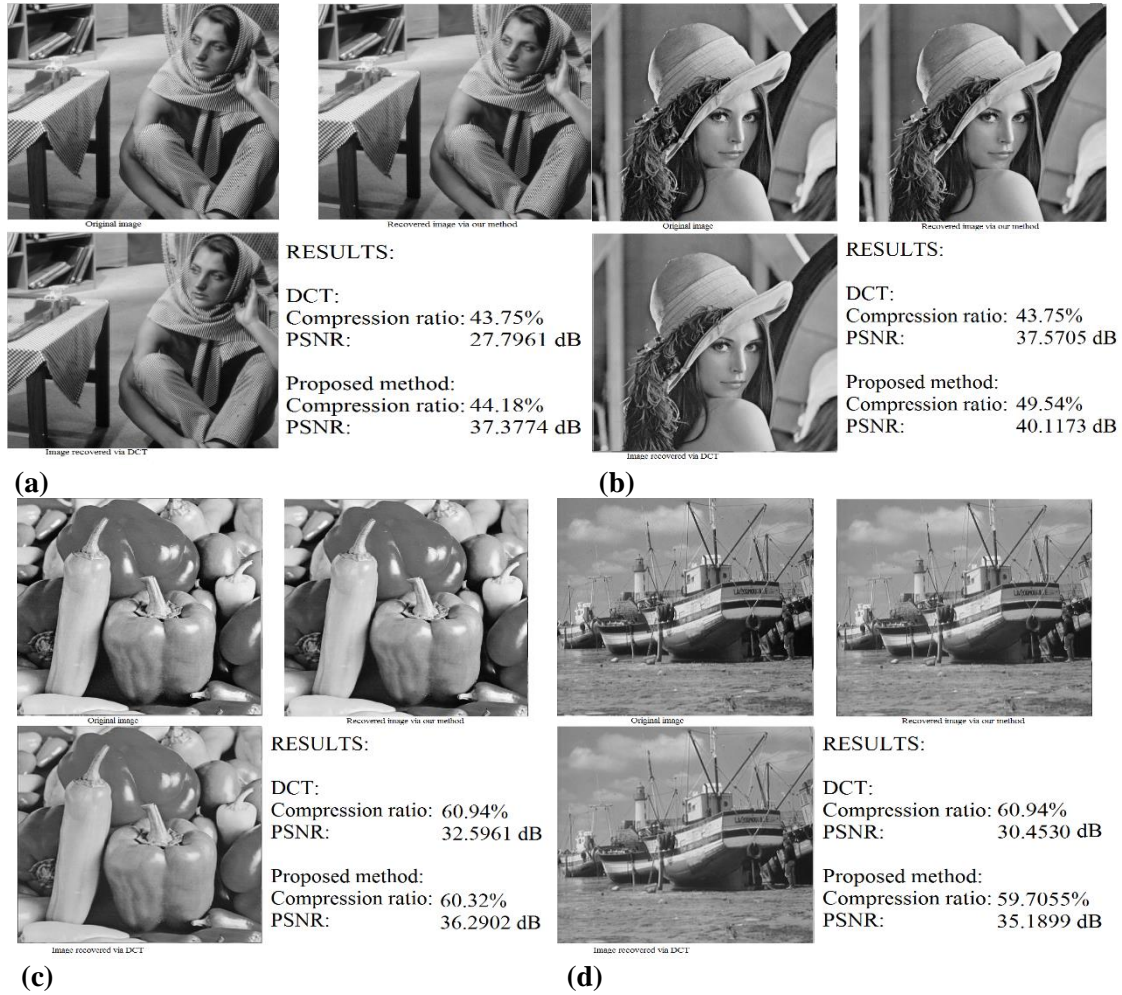 Original image
Recovered image via our method
RESULTS:
DCT:
Compression ratio: 43.75%
PSNR: 27.7961 dB
Proposed method:
Compression ratio: 44.18%
PSNR: 37.3774 dB
Image recovered via DCT
(a)
Original image
Recovered image via our method
RESULTS:
DCT:
Compression ratio: 43.75%
PSNR: 37.5705 dB
Proposed method:
Compression ratio: 49.54%
PSNR: 40.1173 dB
Image recovered via DCT
(b)
Original image
Recovered image via our method
RESULTS:
DCT:
Compression ratio: 60.94%
PSNR: 32.5961 dB
Proposed method:
Compression ratio: 60.32%
PSNR: 36.2902 dB
Image recovered via DCT
(c)
Original image
Recovered image via our method
RESULTS:
DCT:
Compression ratio: 60.94%
PSNR: 30.4530 dB
Proposed method:
Compression ratio: 59.7055%
PSNR: 35.1899 dB
Image recovered via DCT
(d)